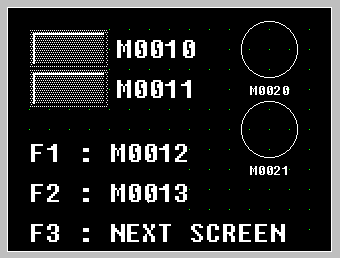 M0010
M0020
M0011
M0021
F1 : M0012
F2 : M0013
F3 : NEXT SCREEN